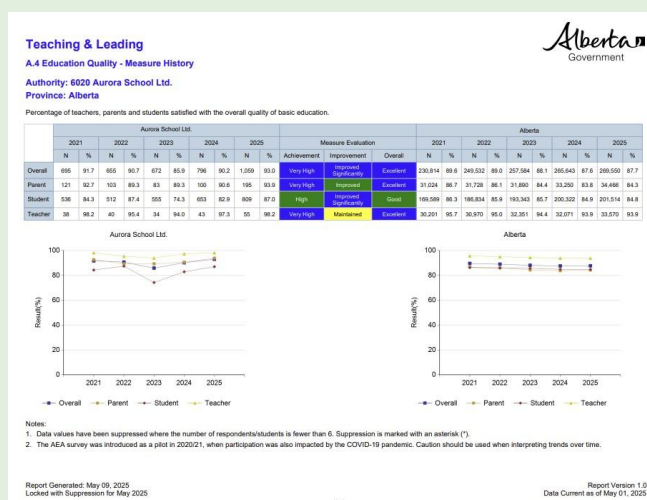 Alberta
Government
Teaching & Leading
A.4 Education Quality - Measure History
Authority: 6020 Aurora School Ltd.
Province: Alberta
Percentage of teachers, parents and students satisfied with the overall quality of basic education.
Aurora School Ltd. Alberta
2021 2022 2023 2024 2025 Measure Evaluation 2021 2022 2023 2024 2025
N % N % N % N % N % Achievement Improvement Overall N % N % N % N % N %
Overall 695 91.7 655 90.7 672 85.9 796 90.2 1,059 93.0 Very High Improved Significantly Excellent 230,814 89.6 249,532 89.0 257,584 88.1 265,643 87.6 269,550 87.7
Parent 121 92.7 103 89.3 83 89.3 100 90.6 195 93.9 Very High Improved Excellent 31,024 86.7 31,728 86.1 31,890 84.4 33,250 83.8 34,466 84.3
Student 536 84.3 512 87.4 555 74.3 653 82.9 809 87.0 High Improved Significantly Good 169,589 86.3 186,834 85.9 193,343 85.7 200,322 84.9 201,514 84.8
Teacher 38 98.2 40 95.4 34 94.0 43 97.3 55 98.2 Very High Maintained Excellent 30,201 95.7 30,970 95.0 32,351 94.4 32,071 93.9 33,570 93.9
Aurora School Ltd.
Result(%)
100
80
60
40
20
0
2021 2022 2023 2024 2025
Overall Parent Student Teacher
Alberta
Result(%)
100
80
60
40
20
0
2021 2022 2023 2024 2025
Overall Parent Student Teacher
Notes:
1. Data values have been suppressed where the number of respondents/students is fewer than 6. Suppression is marked with an asterisk (*).
2. The AEA survey was introduced as a pilot in 2020/21, when participation was also impacted by the COVID-19 pandemic. Caution should be used when interpreting trends over time.
Report Generated: May 09, 2025
Locked with Suppression for May 2025
Report Version 1.0
Data Current as of May 01, 2025